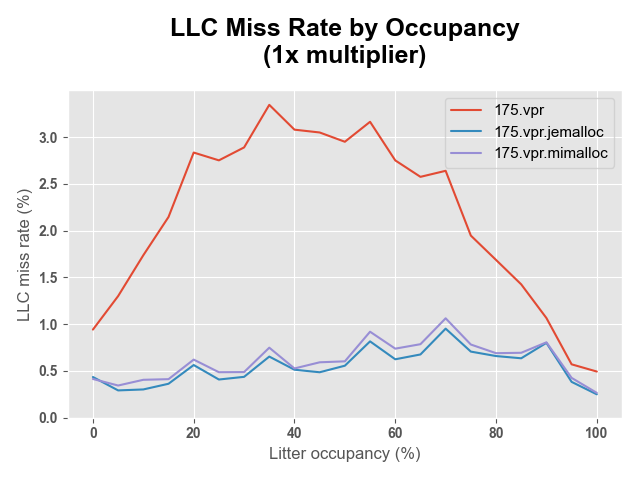 LLC Miss Rate by Occupancy
(1x multiplier)
175.vpr
175.vpr.jemalloc
175.vpr.mimalloc
LLC miss rate (%)
3.0
2.5
2.0
1.5
1.0
0.5
0.0
0 20 40 60 80 100
Litter occupancy (%)